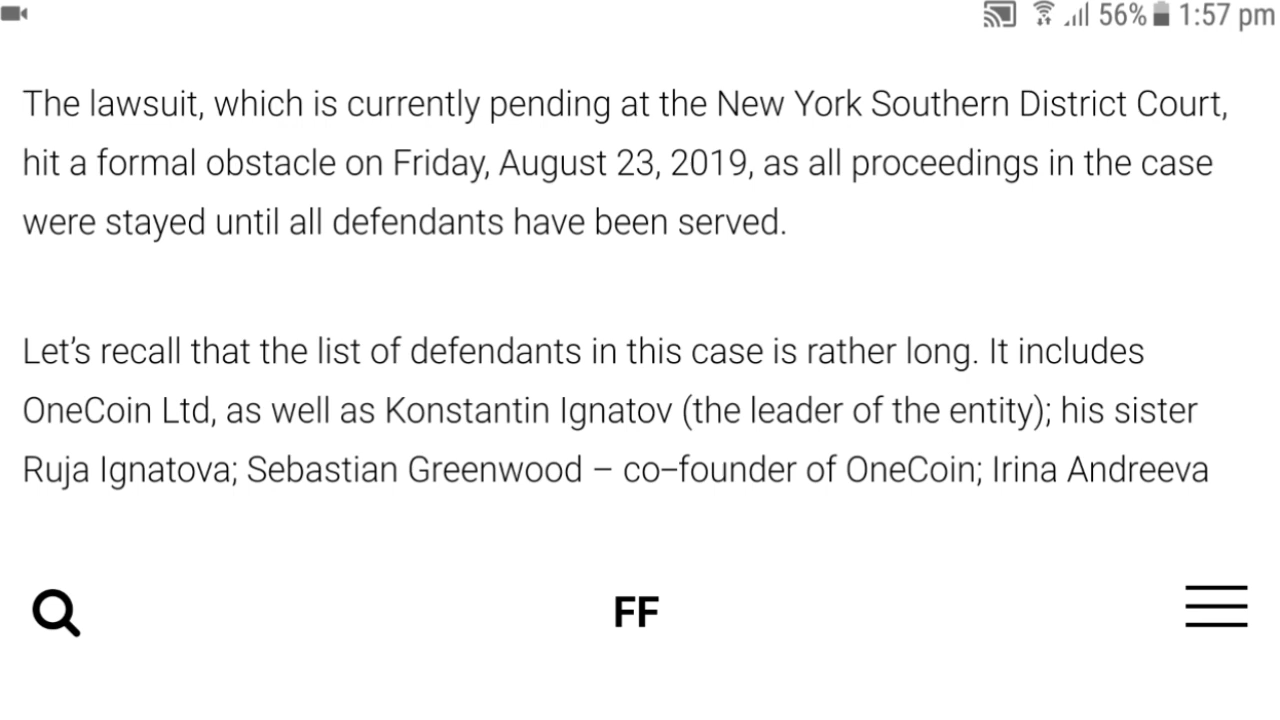 56% 1:57 pm
The lawsuit, which is currently pending at the New York Southern District Court,
hit a formal obstacle on Friday, August 23, 2019, as all proceedings in the case
were stayed until all defendants have been served.
Let’s recall that the list of defendants in this case is rather long. It includes
OneCoin Ltd, as well as Konstantin Ignatov (the leader of the entity); his sister
Ruja Ignatova; Sebastian Greenwood – co–founder of OneCoin; Irina Andreeva
FF